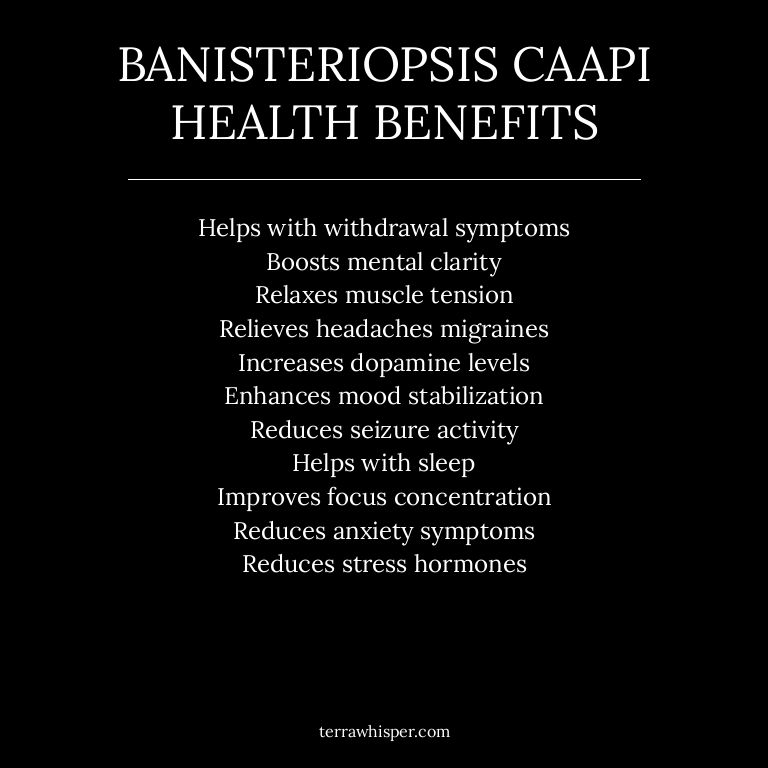 BANISTERIOPSIS CAAPI
HEALTH BENEFITS
Helps with withdrawal symptoms
Boosts mental clarity
Relaxes muscle tension
Relieves headaches migraines
Increases dopamine levels
Enhances mood stabilization
Reduces seizure activity
Helps with sleep
Improves focus concentration
Reduces anxiety symptoms
Reduces stress hormones
terrawhisper.com